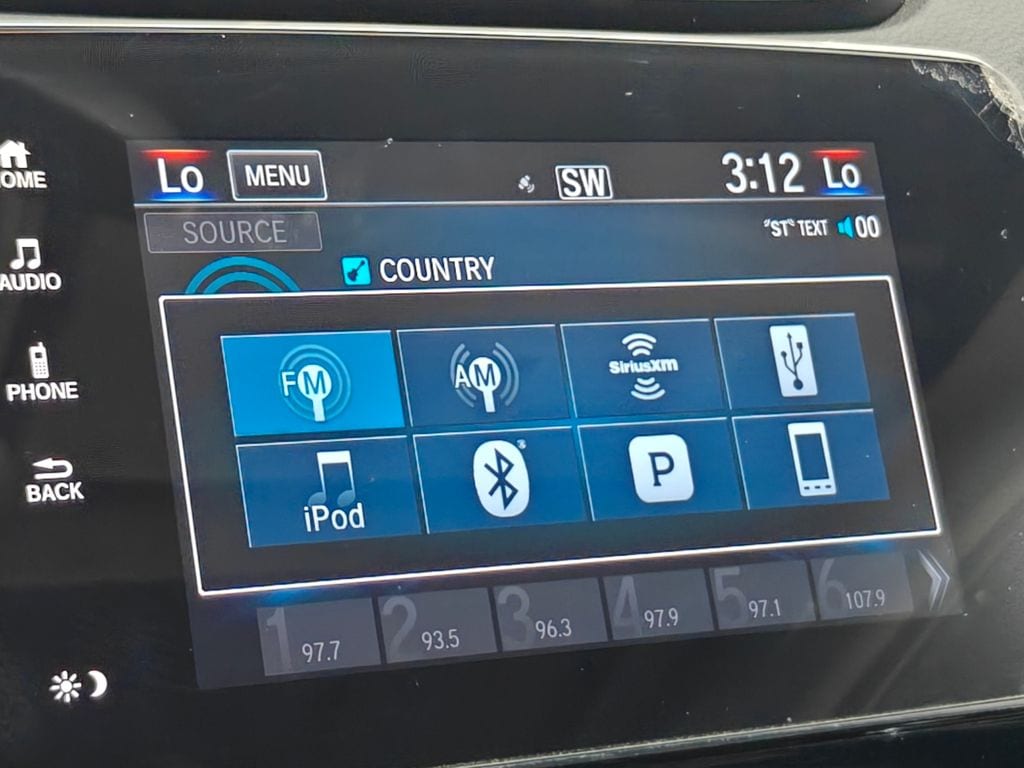 Lo MENU SW 3:12 Lo
HOME
SOURCE "ST" TEXT 00
AUDIO
COUNTRY
FM AM SiriusXM
PHONE
iPod P
BACK
1 97.7 2 93.5 3 96.3 4 97.9 5 97.1 6 107.9